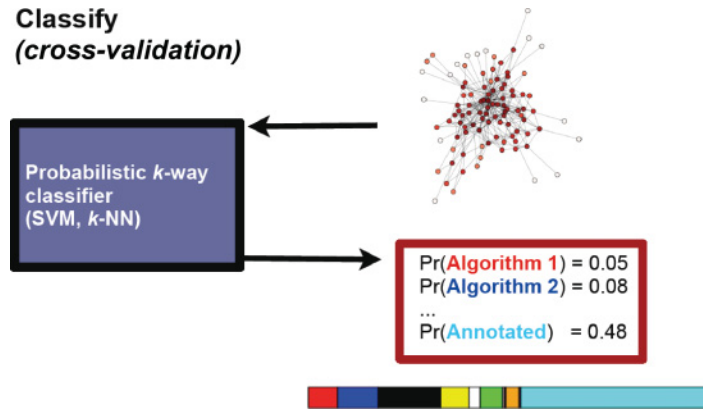 Classify
(cross-validation)
Probabilistic k-way
classifier
(SVM, k-NN)
Pr(Algorithm 1) = 0.05
Pr(Algorithm 2) = 0.08
...
Pr(Annotated) = 0.48